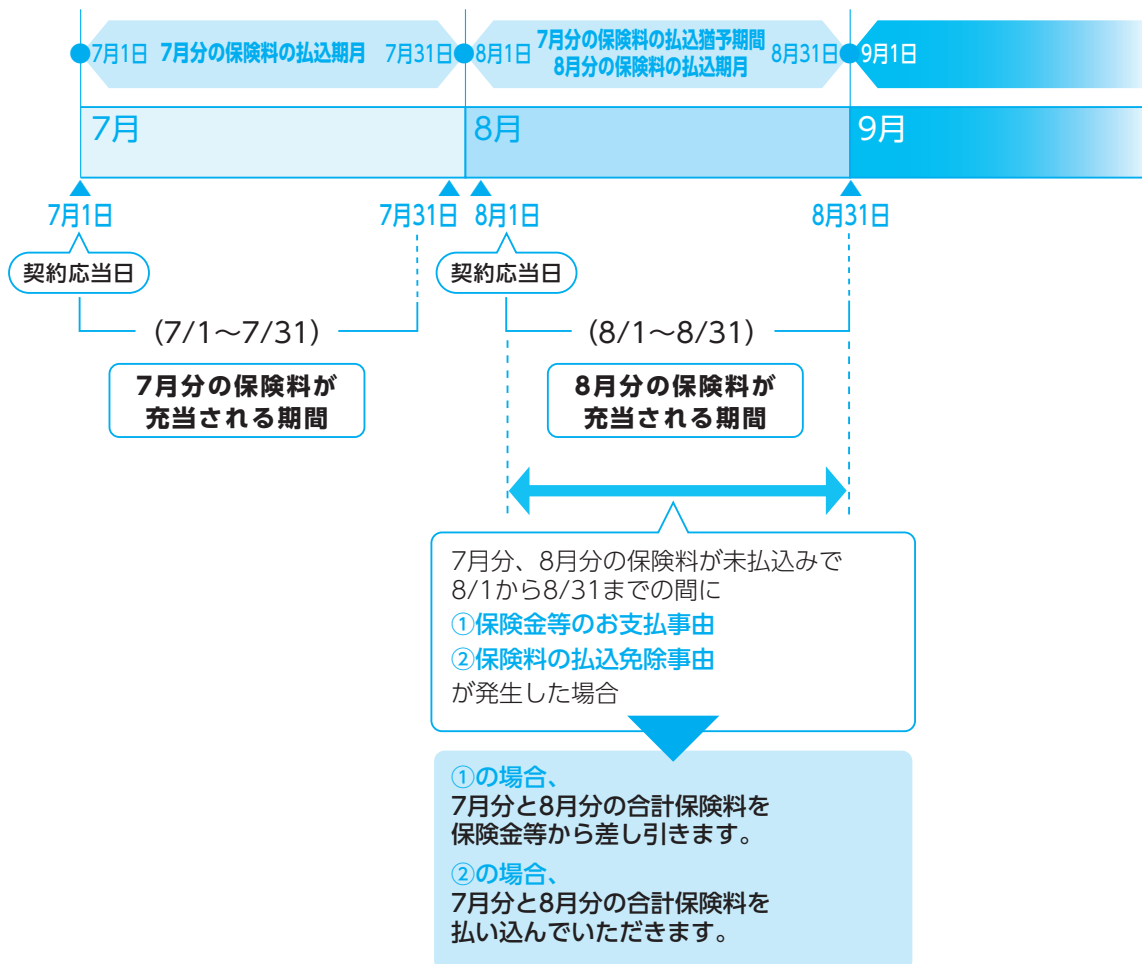 7月1日 7月分の保険料の払込期月 7月31日
8月1日 7月分の保険料の払込猶予期間 8月31日
8月分の保険料の払込期月
9月1日
7月 8月 9月
7月1日 7月31日 8月1日 8月31日
契約応当日 契約応当日
(7/1〜7/31) (8/1〜8/31)
7月分の保険料が
充当される期間
8月分の保険料が
充当される期間
7月分、8月分の保険料が未払込みで
8/1から8/31までの間に
①保険金等のお支払事由
②保険料の払込免除事由
が発生した場合
①の場合、
7月分と8月分の合計保険料を
保険金等から差し引きます。
②の場合、
7月分と8月分の合計保険料を
払い込んでいただきます。